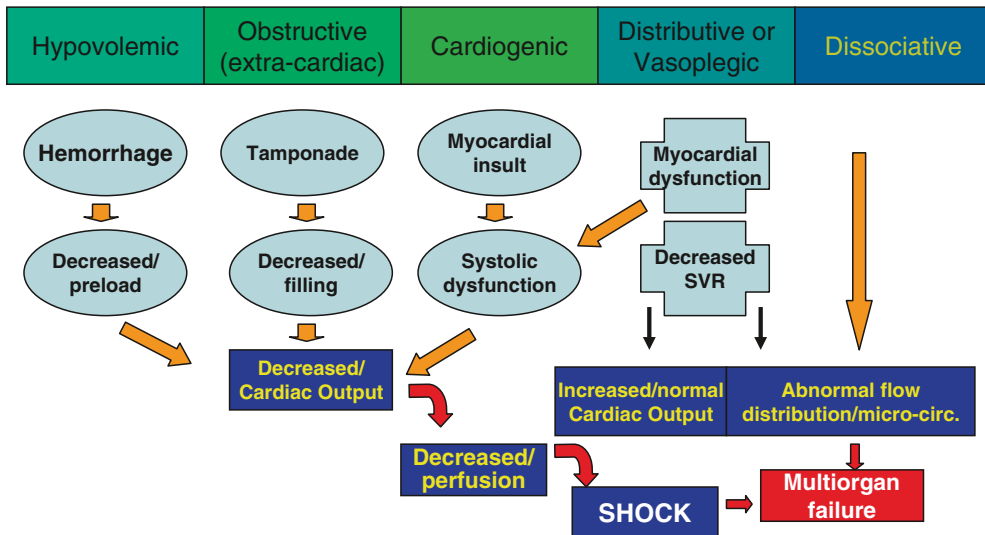 Hypovolemic
Obstructive
(extra-cardiac)
Cardiogenic
Distributive or
Vasoplegic
Dissociative
Hemorrhage
Tamponade
Myocardial
insult
Myocardial
dysfunction
Decreased/
preload
Decreased/
filling
Systolic
dysfunction
Decreased
SVR
Decreased/
Cardiac Output
Increased/normal
Cardiac Output
Abnormal flow
distribution/micro-circ.
Decreased/
perfusion
SHOCK
Multiorgan
failure